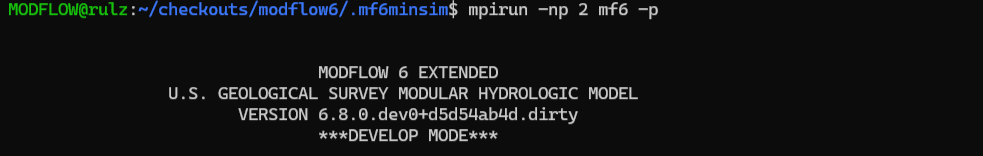 MODFLOW@rulz:~/checkouts/modflow6/.mf6minsim$ mpirun -np 2 mf6 -p
MODFLOW 6 EXTENDED
U.S. GEOLOGICAL SURVEY MODULAR HYDROLOGIC MODEL
VERSION 6.8.0.dev0+d5d54ab4d.dirty
***DEVELOP MODE***